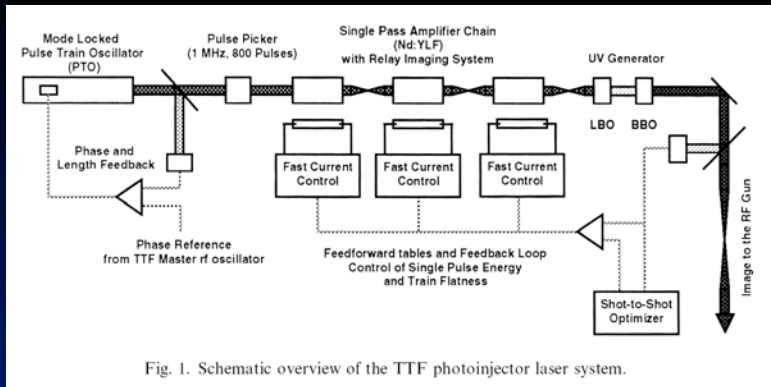 Mode Locked
Pulse Train Oscillator
(PTO)
Pulse Picker
(1 MHz, 800 Pulses)
Single Pass Amplifier Chain
(Nd:YLF)
with Relay Imaging System
UV Generator
LBO
BBO
Phase and
Length Feedback
Fast Current
Control
Fast Current
Control
Fast Current
Control
Phase Reference
from TTF Master rf oscillator
Feedforward tables and Feedback Loop
Control of Single Pulse Energy
and Train Flatness
Shot-to-Shot
Optimizer
Image to the RF Gun
Fig. 1. Schematic overview of the TTF photoinjector laser system.